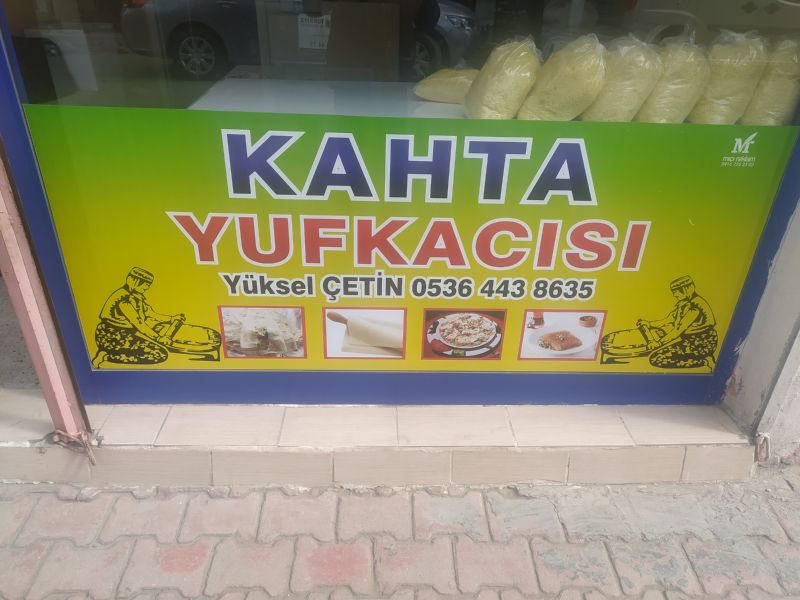 KAHTA
YUFKACISI
Yüksel ÇETİN 0536 443 8635